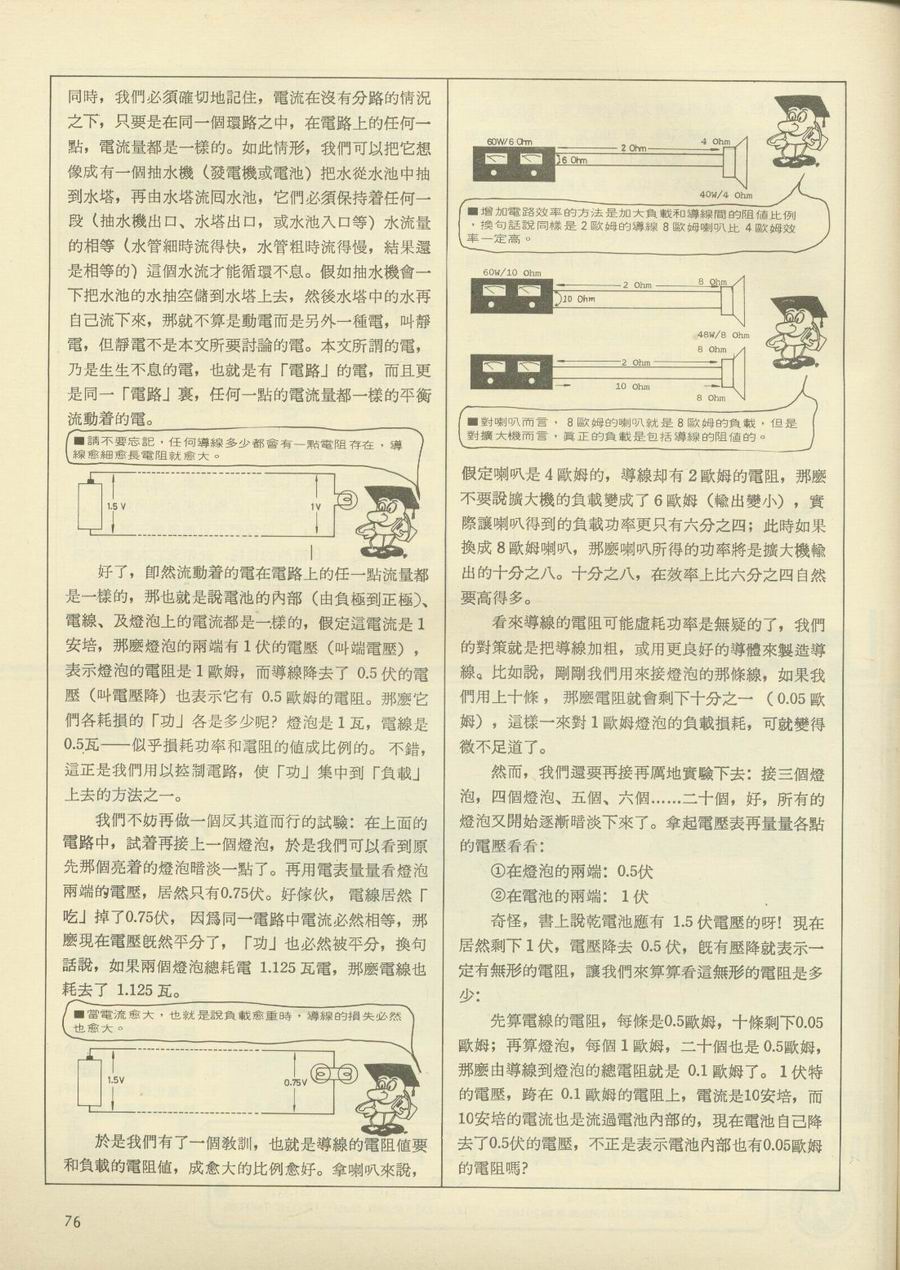 同時，我們必須確切地記住，電流在沒有分路的情況
之下，只要是在同一個環路之中，在電路上的任何一
點，電流量都是一樣的。如此情形，我們可以把它想
像成有一個抽水機（發電機或電池）把水從水池中抽
到水塔，再由水塔流回水池，它們必須保持着任何一
段（抽水機出口、水塔出口，或水池入口等）水流量
的相等（水管細時流得快，水管粗時流得慢，結果還
是相等的）這個水流才能循環不息。假如抽水機會一
下把水池的水抽空儲到水塔上去，然後水塔中的水再
自己流下來，那就不算是動電而是另外一種電，叫靜
電，但靜電不是本文所要討論的電。本文所謂的電，
乃是生生不息的電，也就是有「電路」的電，而且更
是同一「電路」裏，任何一點的電流量都一樣的平衡
流動着的電。
■請不要忘記，任何導線多少都會有一點電阻存在，導
線愈細愈長電阻就愈大。
1.5 V
1V
好了，卽然流動着的電在電路上的任一點流量都
是一樣的，那也就是說電池的內部（由負極到正極）、
電線、及燈泡上的電流都是一樣的，假定這電流是 1
安培，那麼燈泡的兩端有 1 伏的電壓（叫端電壓），
表示燈泡的電阻是 1 歐姆，而導線降去了 0.5 伏的電
壓（叫電壓降）也表示它有 0.5 歐姆的電阻。那麼它
們各耗損的「功」各是多少呢？燈泡是 1 瓦，電線是
0.5瓦——似乎損耗功率和電阻的値成比例的。 不錯，
這正是我們用以控制電路，使「功」集中到「負載」
上去的方法之一。
我們不妨再做一個反其道而行的試驗：在上面的
電路中，試着再接上一個燈泡，於是我們可以看到原
先那個亮着的燈泡暗淡一點了。再用電表量量看燈泡
兩端的電壓，居然只有0.75伏。好傢伙， 電線居然「
吃」掉了0.75伏， 因爲同一電路中電流必然相等，那
麼現在電壓旣然平分了，「功」也必然被平分，換句
話說，如果兩個燈泡總耗電 1.125 瓦電，那麼電線也
耗去了 1.125 瓦。
■當電流愈大，也就是說負載愈重時，導線的損失必然
也愈大。
1.5V
0.75V
於是我們有了一個教訓，也就是導線的電阻値要
和負載的電阻値，成愈大的比例愈好。拿喇叭來說，
60W/6 Ohm
2 Ohm
4 Ohm
6 Ohm
40W/4 Ohm
■增加電路效率的方法是加大負載和導線間的阻值比例
，換句話說同樣是 2 歐姆的導線 8 歐姆喇叭比 4 歐姆效
率一定高。
60W/10 Ohm
2 Ohm
8 Ohm
10 Ohm
48W/8 Ohm
8 Ohm
2 Ohm
10 Ohm
8 Ohm
■對喇叭而言， 8 歐姆的喇叭就是 8 歐姆的負載，但是
對擴大機而言，眞正的負載是包括導線的阻值的。
假定喇叭是 4 歐姆的，導線却有 2 歐姆的電阻，那麼
不要說擴大機的負載變成了 6 歐姆（輸出變小），實
際讓喇叭得到的負載功率更只有六分之四；此時如果
換成 8 歐姆喇叭，那麼喇叭所得的功率將是擴大機輸
出的十分之八。十分之八，在效率上比六分之四自然
要高得多。
看來導線的電阻可能虛耗功率是無疑的了，我們
的對策就是把導線加粗，或用更良好的導體來製造導
線。比如說，剛剛我們用來接燈泡的那條線，如果我
們用上十條， 那麼電阻就會剩下十分之一 （0.05 歐
姆），這樣一來對 1 歐姆燈泡的負載損耗，可就變得
微不足道了。
然而，我們還要再接再厲地實驗下去：接三個燈
泡，四個燈泡、五個、六個……二十個，好，所有的
燈泡又開始逐漸暗淡下來了。拿起電壓表再量量各點
的電壓看看：
①在燈泡的兩端：0.5伏
②在電池的兩端： 1 伏
奇怪，書上說乾電池應有 1.5 伏電壓的呀！現在
居然剩下 1 伏，電壓降去 0.5 伏，旣有壓降就表示一
定有無形的電阻，讓我們來算算看這無形的電阻是多
少：
先算電線的電阻，每條是0.5歐姆，十條剩下0.05
歐姆；再算燈泡，每個 1 歐姆，二十個也是 0.5歐姆，
那麼由導線到燈泡的總電阻就是 0.1 歐姆了。 1 伏特
的電壓，跨在 0.1 歐姆的電阻上，電流是10安培，而
10安培的電流也是流過電池內部的，現在電池自己降
去了0.5伏的電壓，不正是表示電池內部也有0.05歐姆
的電阻嗎？
76